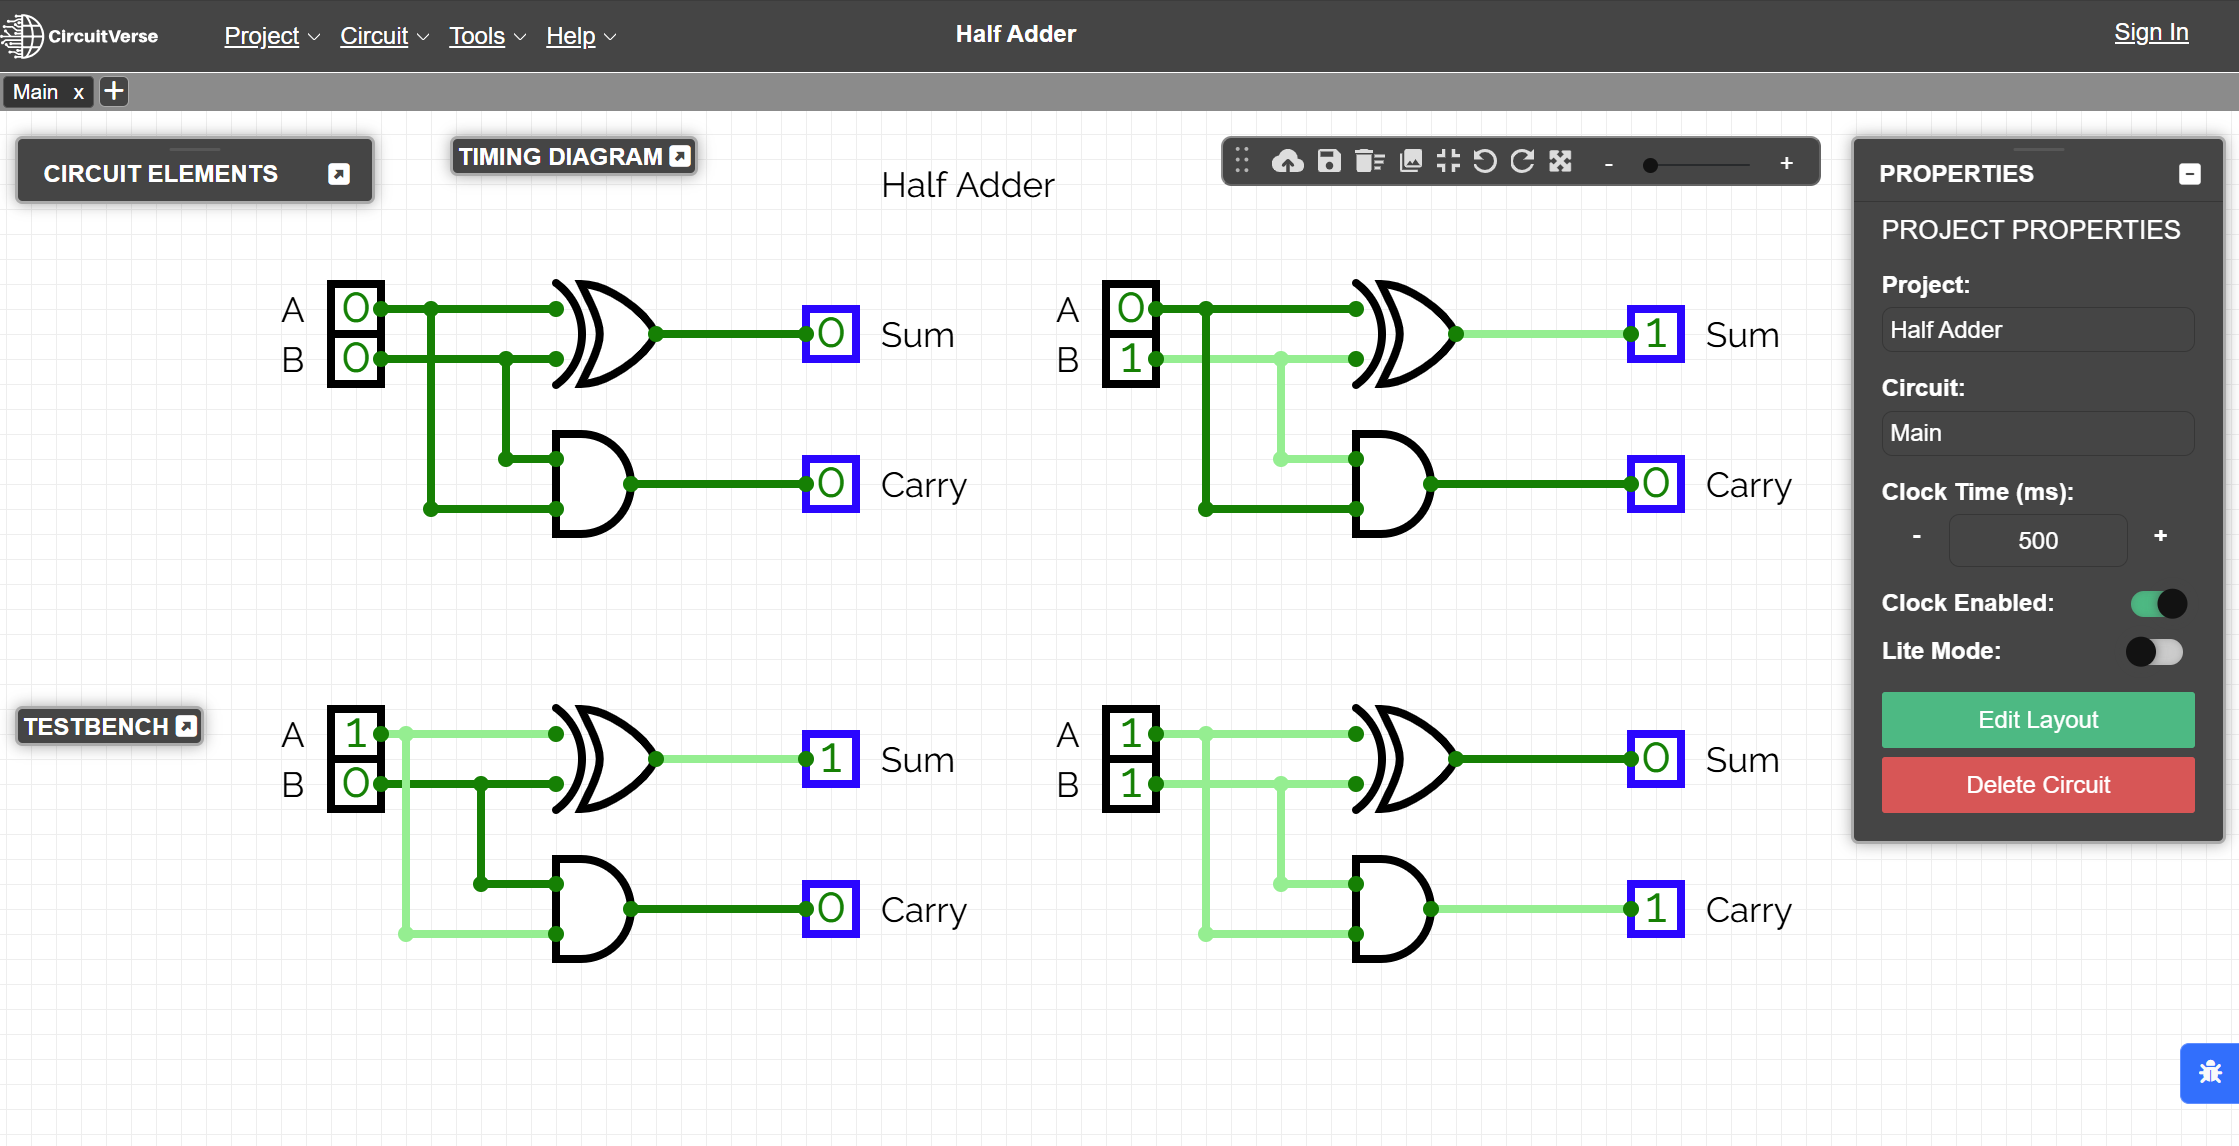 CircuitVerse Project Circuit Tools Help Half Adder Sign In
Main x +
CIRCUIT ELEMENTS
TIMING DIAGRAM
- +
Half Adder
A 0
B 0
0 Sum
0 Carry
A 0
B 1
1 Sum
0 Carry
TESTBENCH
A 1
B 0
1 Sum
0 Carry
A 1
B 1
0 Sum
1 Carry
PROPERTIES -
PROJECT PROPERTIES
Project:
Half Adder
Circuit:
Main
Clock Time (ms):
- 500 +
Clock Enabled:
Lite Mode:
Edit Layout
Delete Circuit